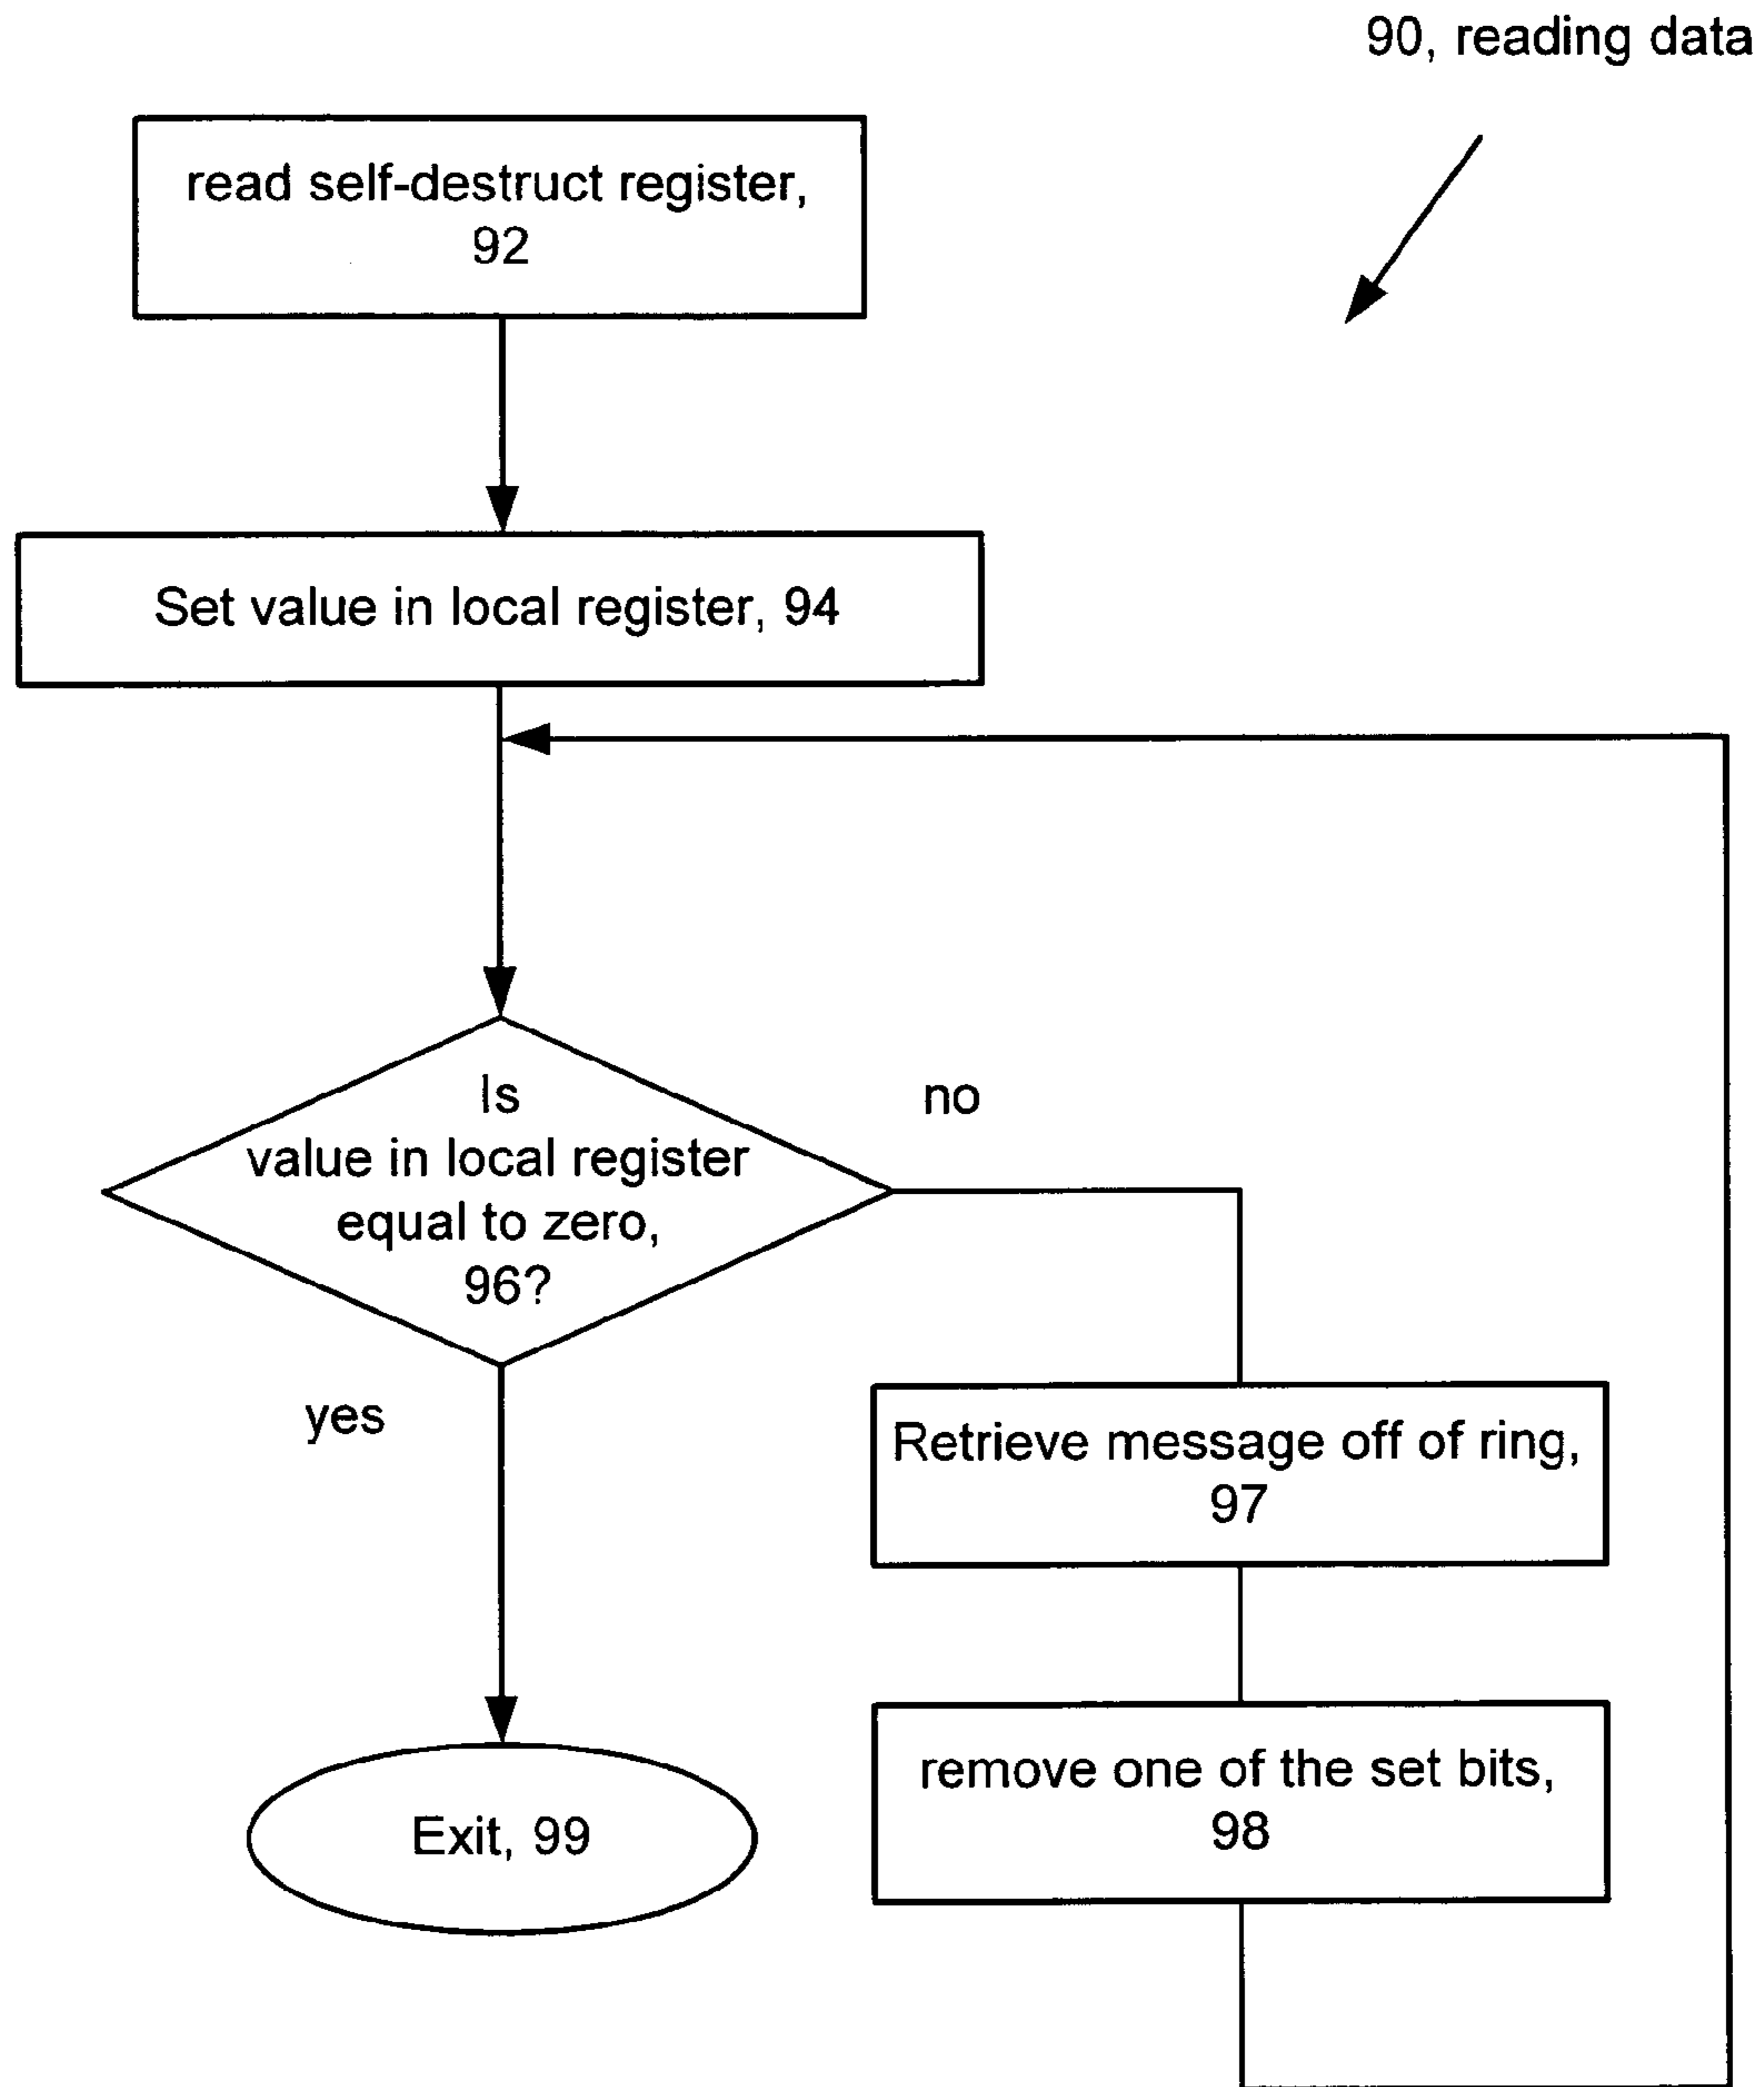 90, reading data
read self-destruct register,
92
Set value in local register, 94
Is
value in local register
equal to zero,
96?
no
yes
Retrieve message off of ring,
97
remove one of the set bits,
98
Exit, 99